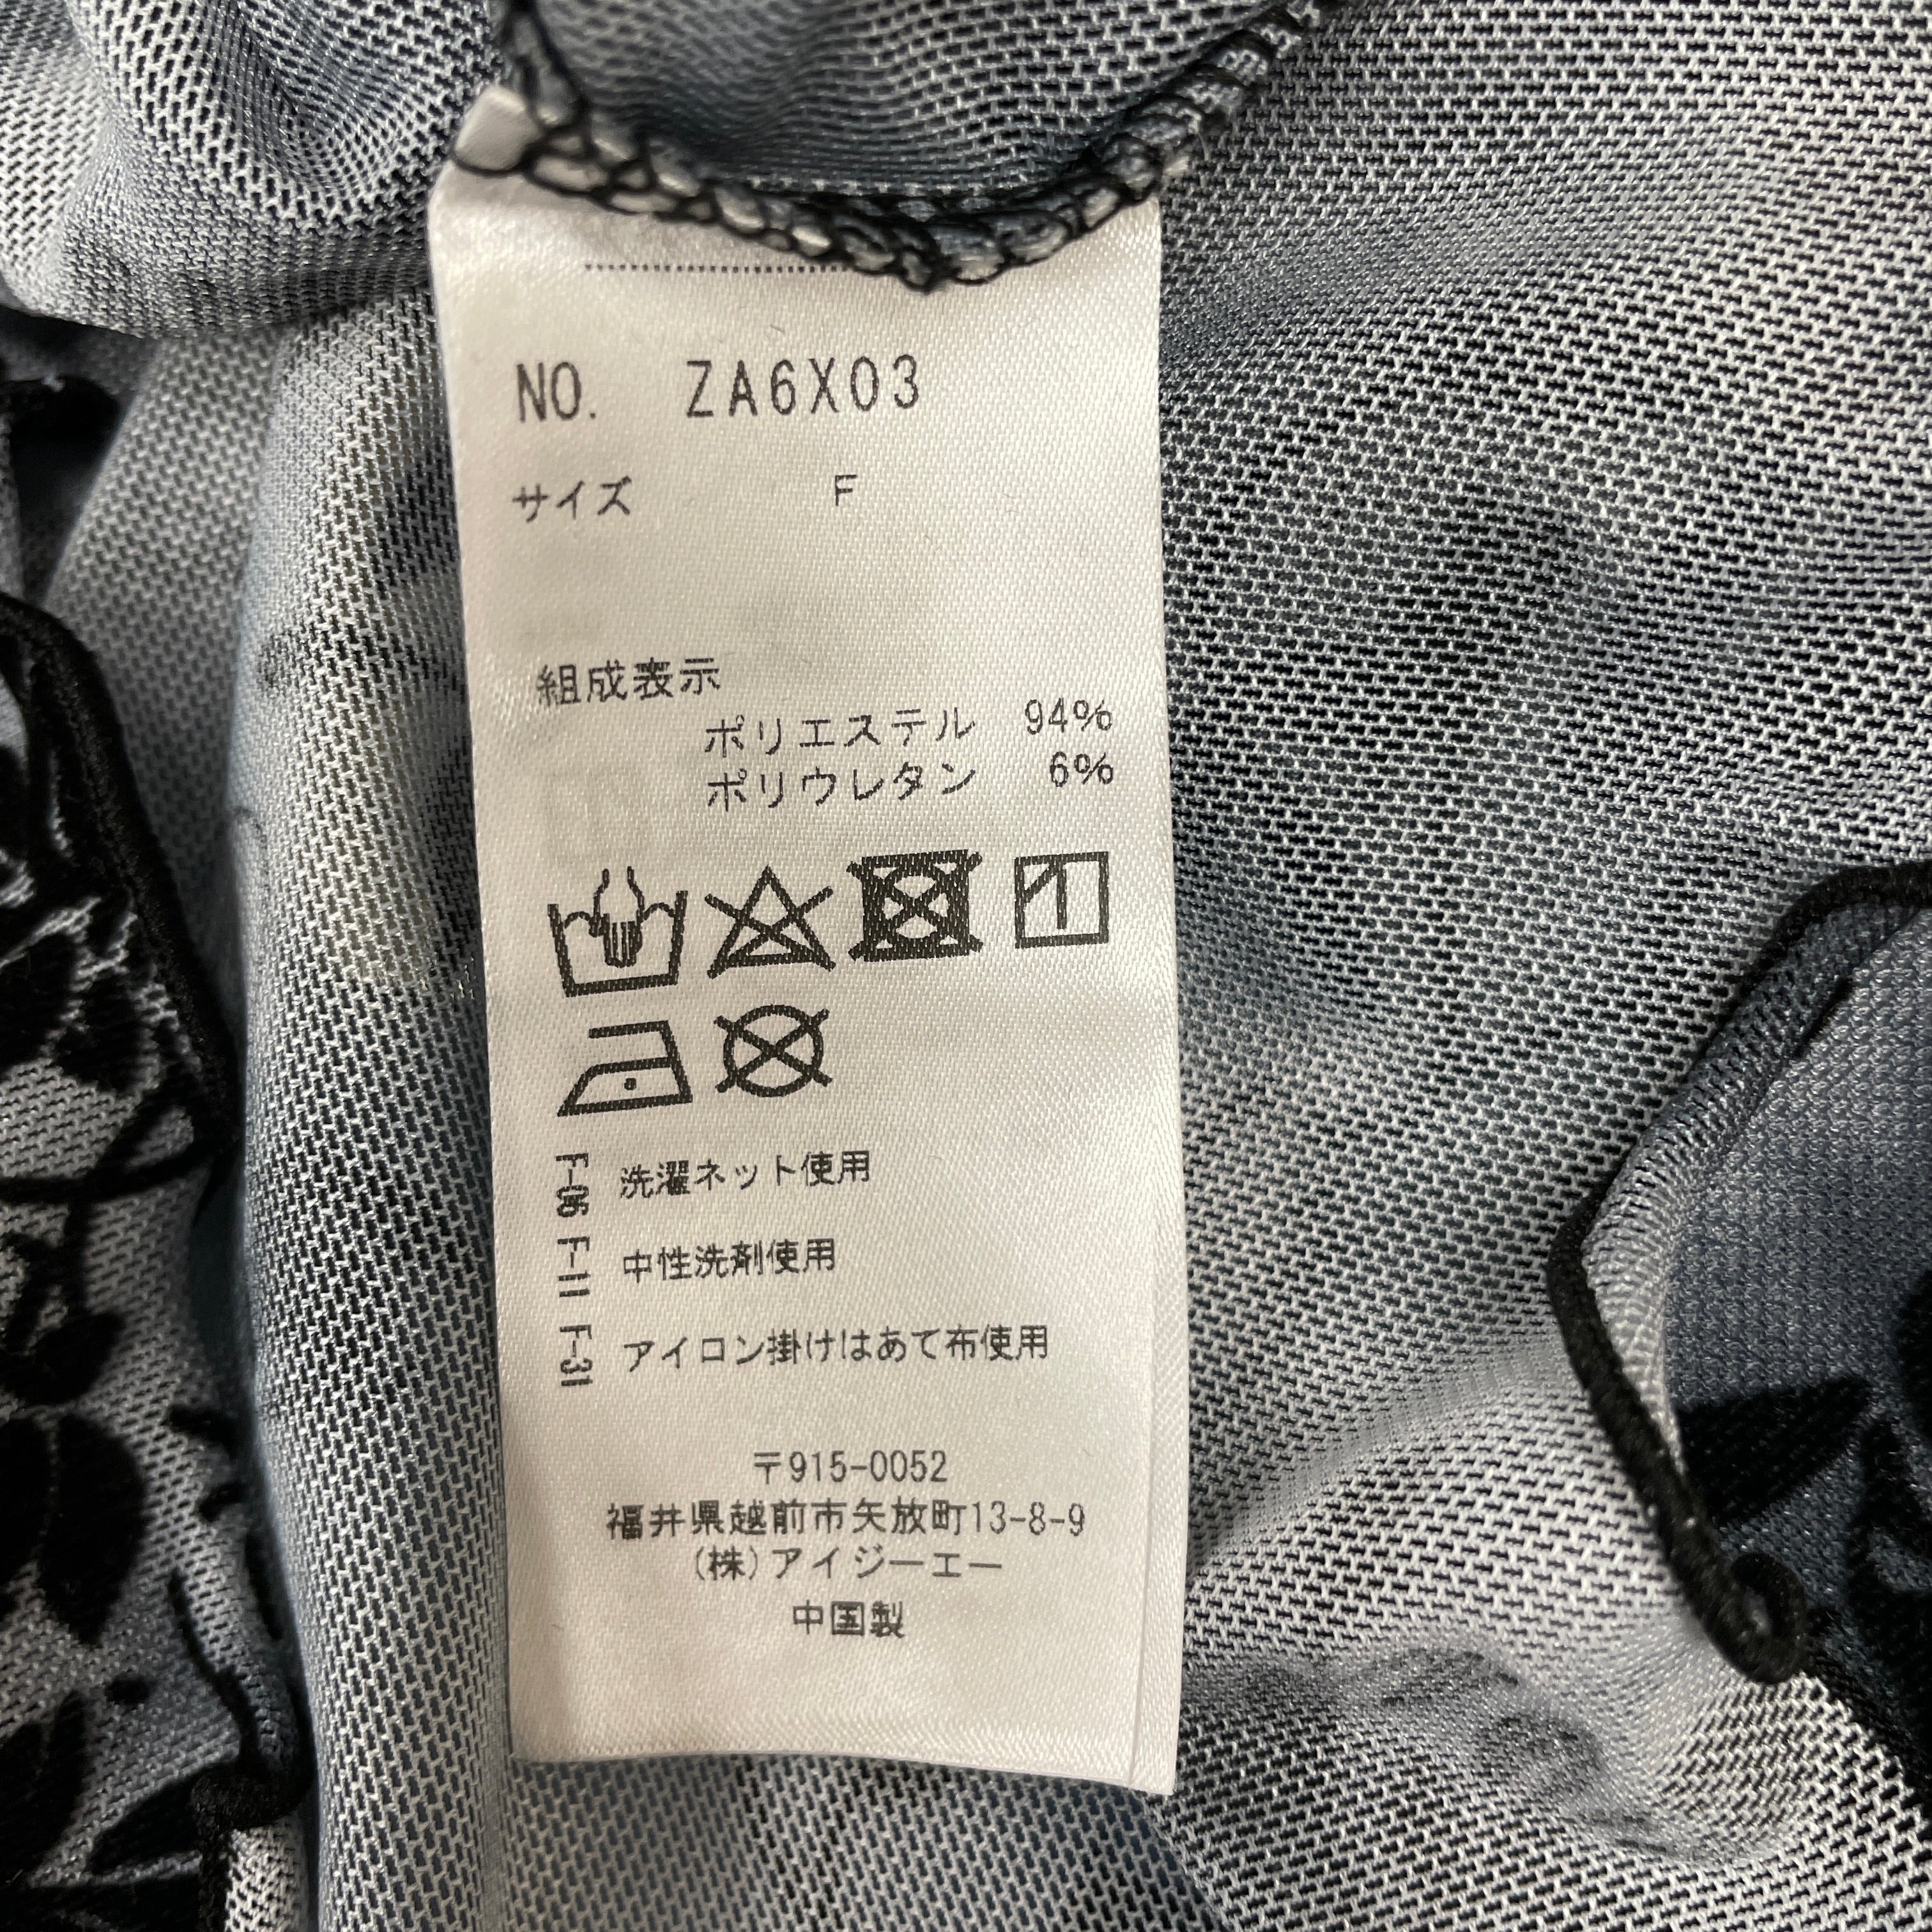 NO. ZA6X03
サイズ F
組成表示
ポリエステル 94%
ポリウレタン 6%
F-06 洗濯ネット使用
F-11 中性洗剤使用
F-31 アイロン掛けはあて布使用
〒915-0052
福井県越前市矢放町13-8-9
(株)アイジーエー
中国製